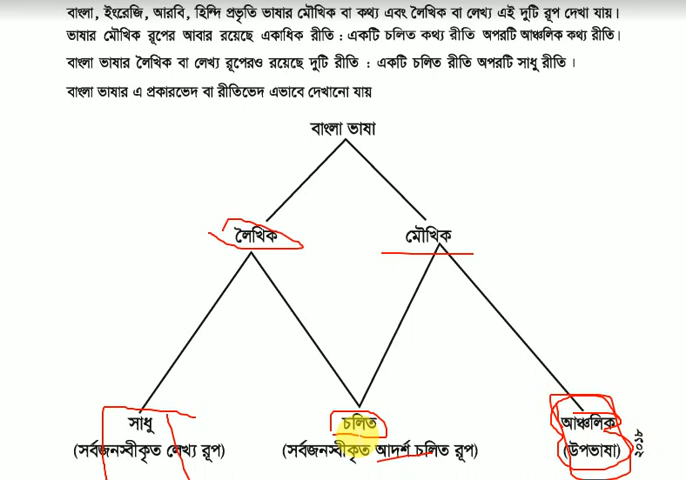 বাংলা, ইংরেজি, আরবি, হিন্দি প্রভৃতি ভাষার মৌখিক বা কথ্য এবং লৈখিক বা লেখ্য এই দুটি রূপ দেখা যায়।
ভাষার মৌখিক রূপের আবার রয়েছে একাধিক রীতি : একটি চলিত কথ্য রীতি অপরটি আঞ্চলিক কথ্য রীতি।
বাংলা ভাষার লৈখিক বা লেখ্য রূপেরও রয়েছে দুটি রীতি : একটি চলিত রীতি অপরটি সাধু রীতি।
বাংলা ভাষার এ প্রকারভেদ বা রীতিভেদ এভাবে দেখানো যায়
বাংলা ভাষা
লৈখিক মৌখিক
সাধু চলিত আঞ্চলিক
(সর্বজনস্বীকৃত লেখ্য রূপ) (সর্বজনস্বীকৃত আদর্শ চলিত রূপ) (উপভাষা)
২০১৮